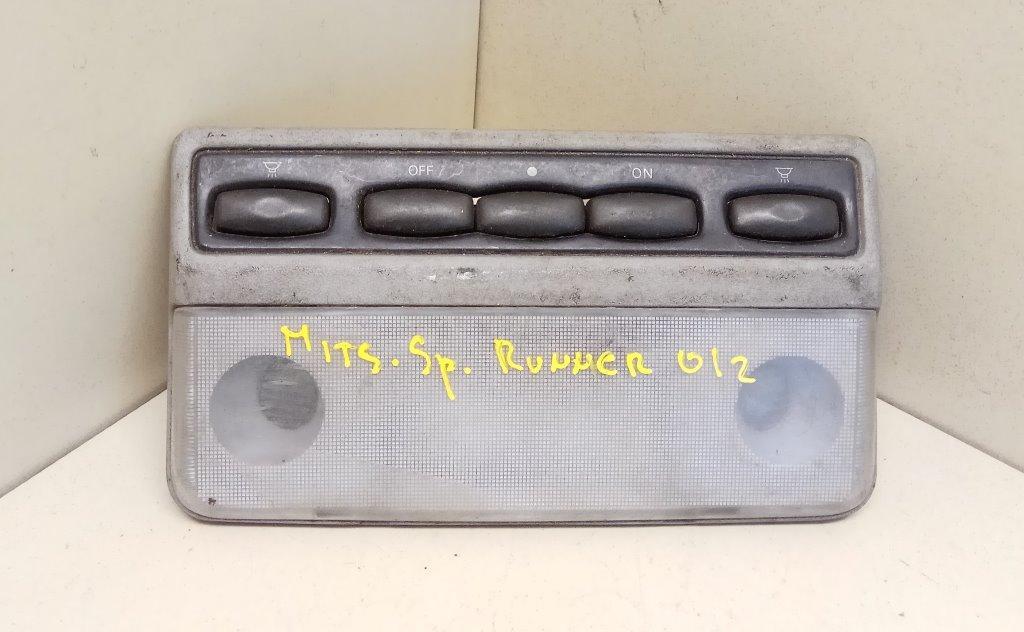 OFF ON
MITS. Sp. RUNNER 012